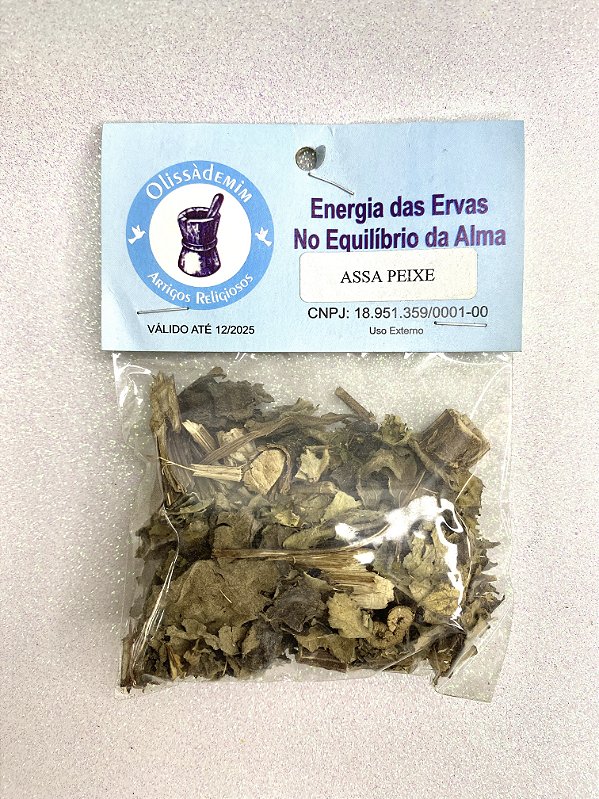 Olissàdemim
Artigos Religiosos
VÁLIDO ATÉ 12/2025
Energia das Ervas
No Equilíbrio da Alma
ASSA PEIXE
CNPJ: 18.951.359/0001-00
Uso Externo